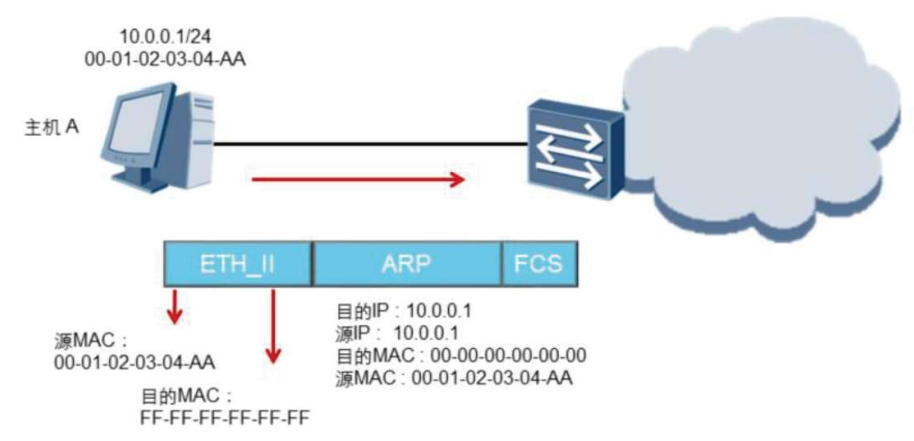 10.0.0.1/24
00-01-02-03-04-AA
主机 A
ETH_II
ARP
FCS
源MAC：
00-01-02-03-04-AA
目的MAC：
FF-FF-FF-FF-FF-FF
目的IP：10.0.0.1
源IP： 10.0.0.1
目的MAC：00-00-00-00-00-00
源MAC：00-01-02-03-04-AA